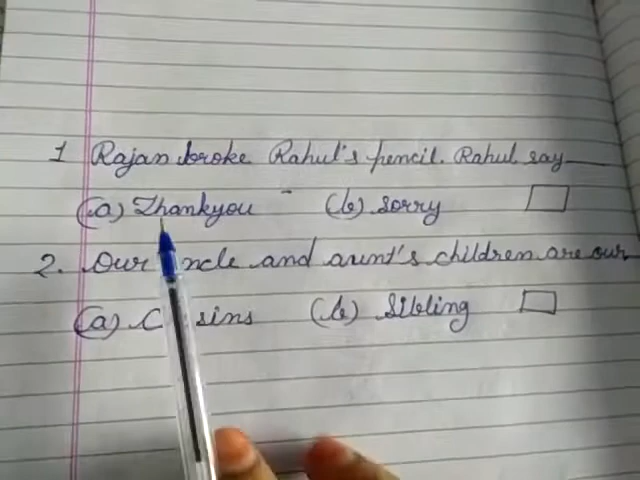 1 Rajan broke Rahul's pencil. Rahul say
(a) Thankyou (b) sorry
2. Our and aunt's children are our
(a) (b) Sibling